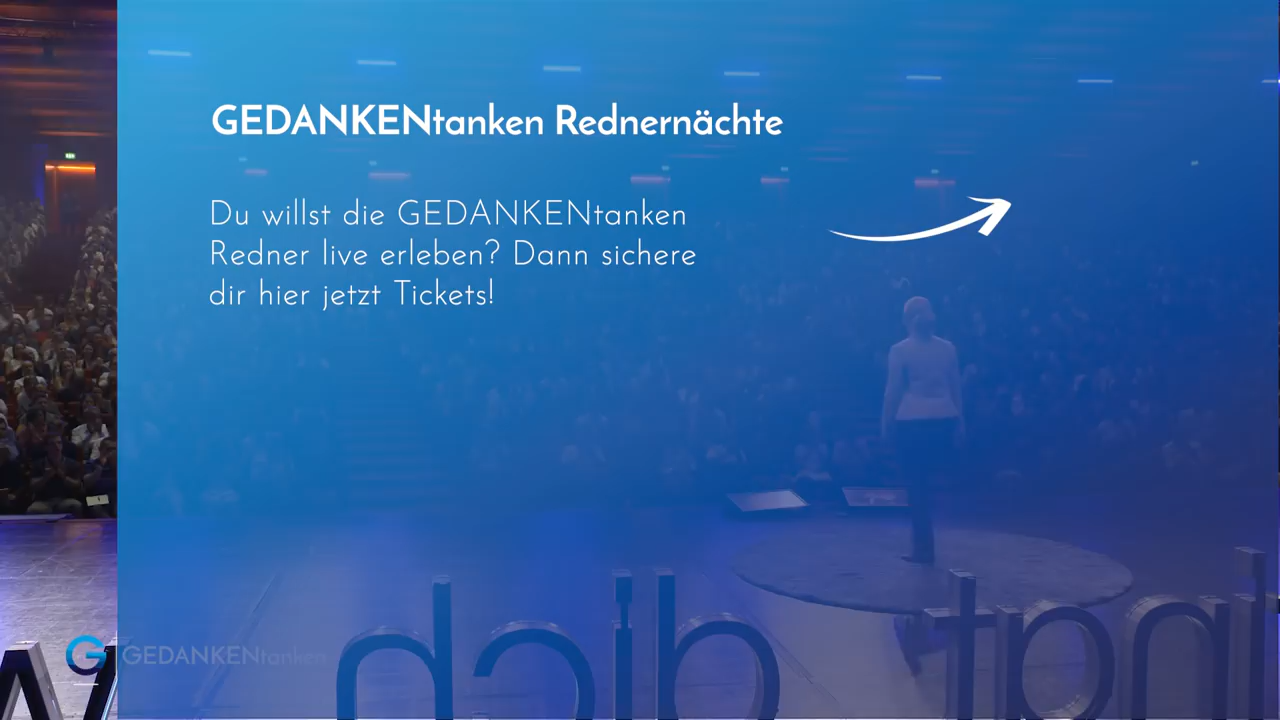 GEDANKENtanken Rednernächte
Du willst die GEDANKENtanken
Redner live erleben? Dann sichere
dir hier jetzt Tickets!
GEDANKENtanken